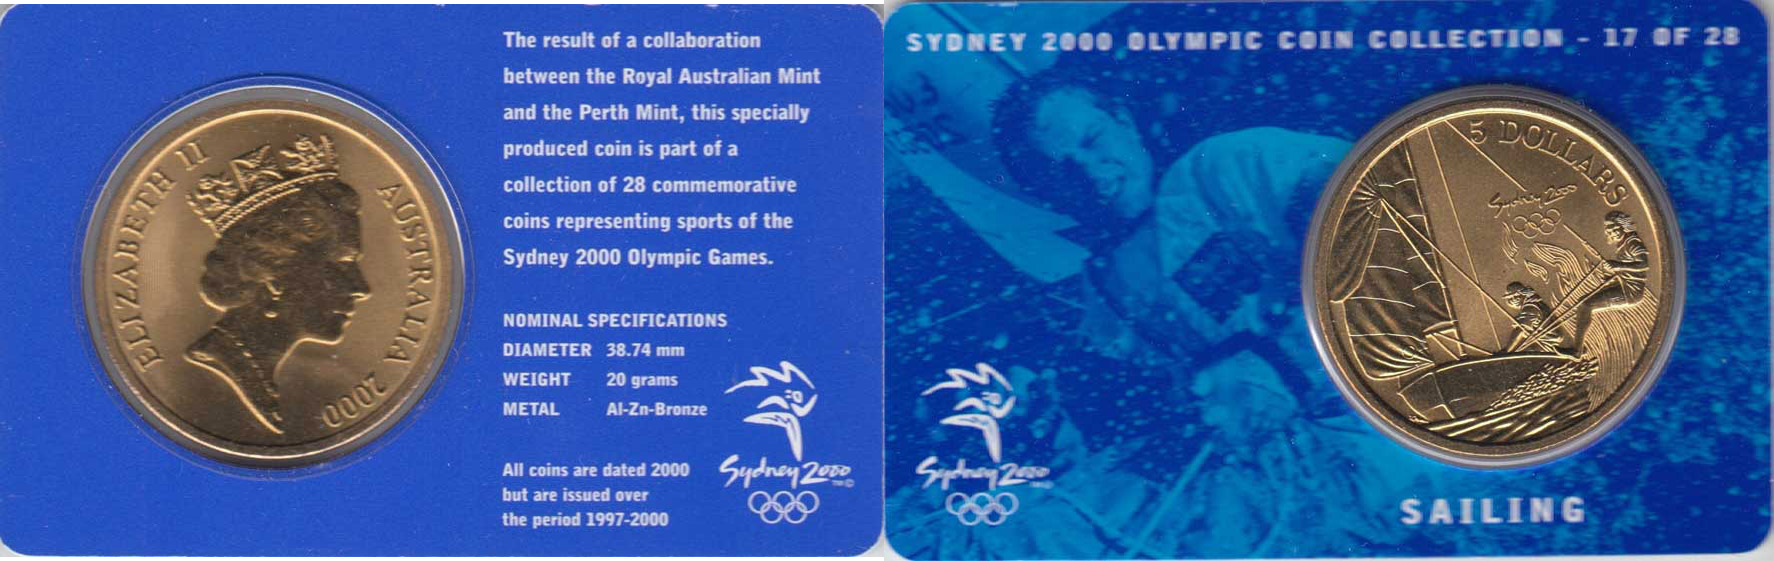 ELIZABETH II AUSTRALIA 2000
The result of a collaboration
between the Royal Australian Mint
and the Perth Mint, this specially
produced coin is part of a
collection of 28 commemorative
coins representing sports of the
Sydney 2000 Olympic Games.
NOMINAL SPECIFICATIONS
DIAMETER 38.74 mm
WEIGHT 20 grams
METAL Al-Zn-Bronze
All coins are dated 2000
but are issued over
the period 1997-2000
Sydney 2000 ™©
SYDNEY 2000 OLYMPIC COIN COLLECTION - 17 OF 28
5 DOLLARS
Sydney 2000
Sydney 2000
SAILING